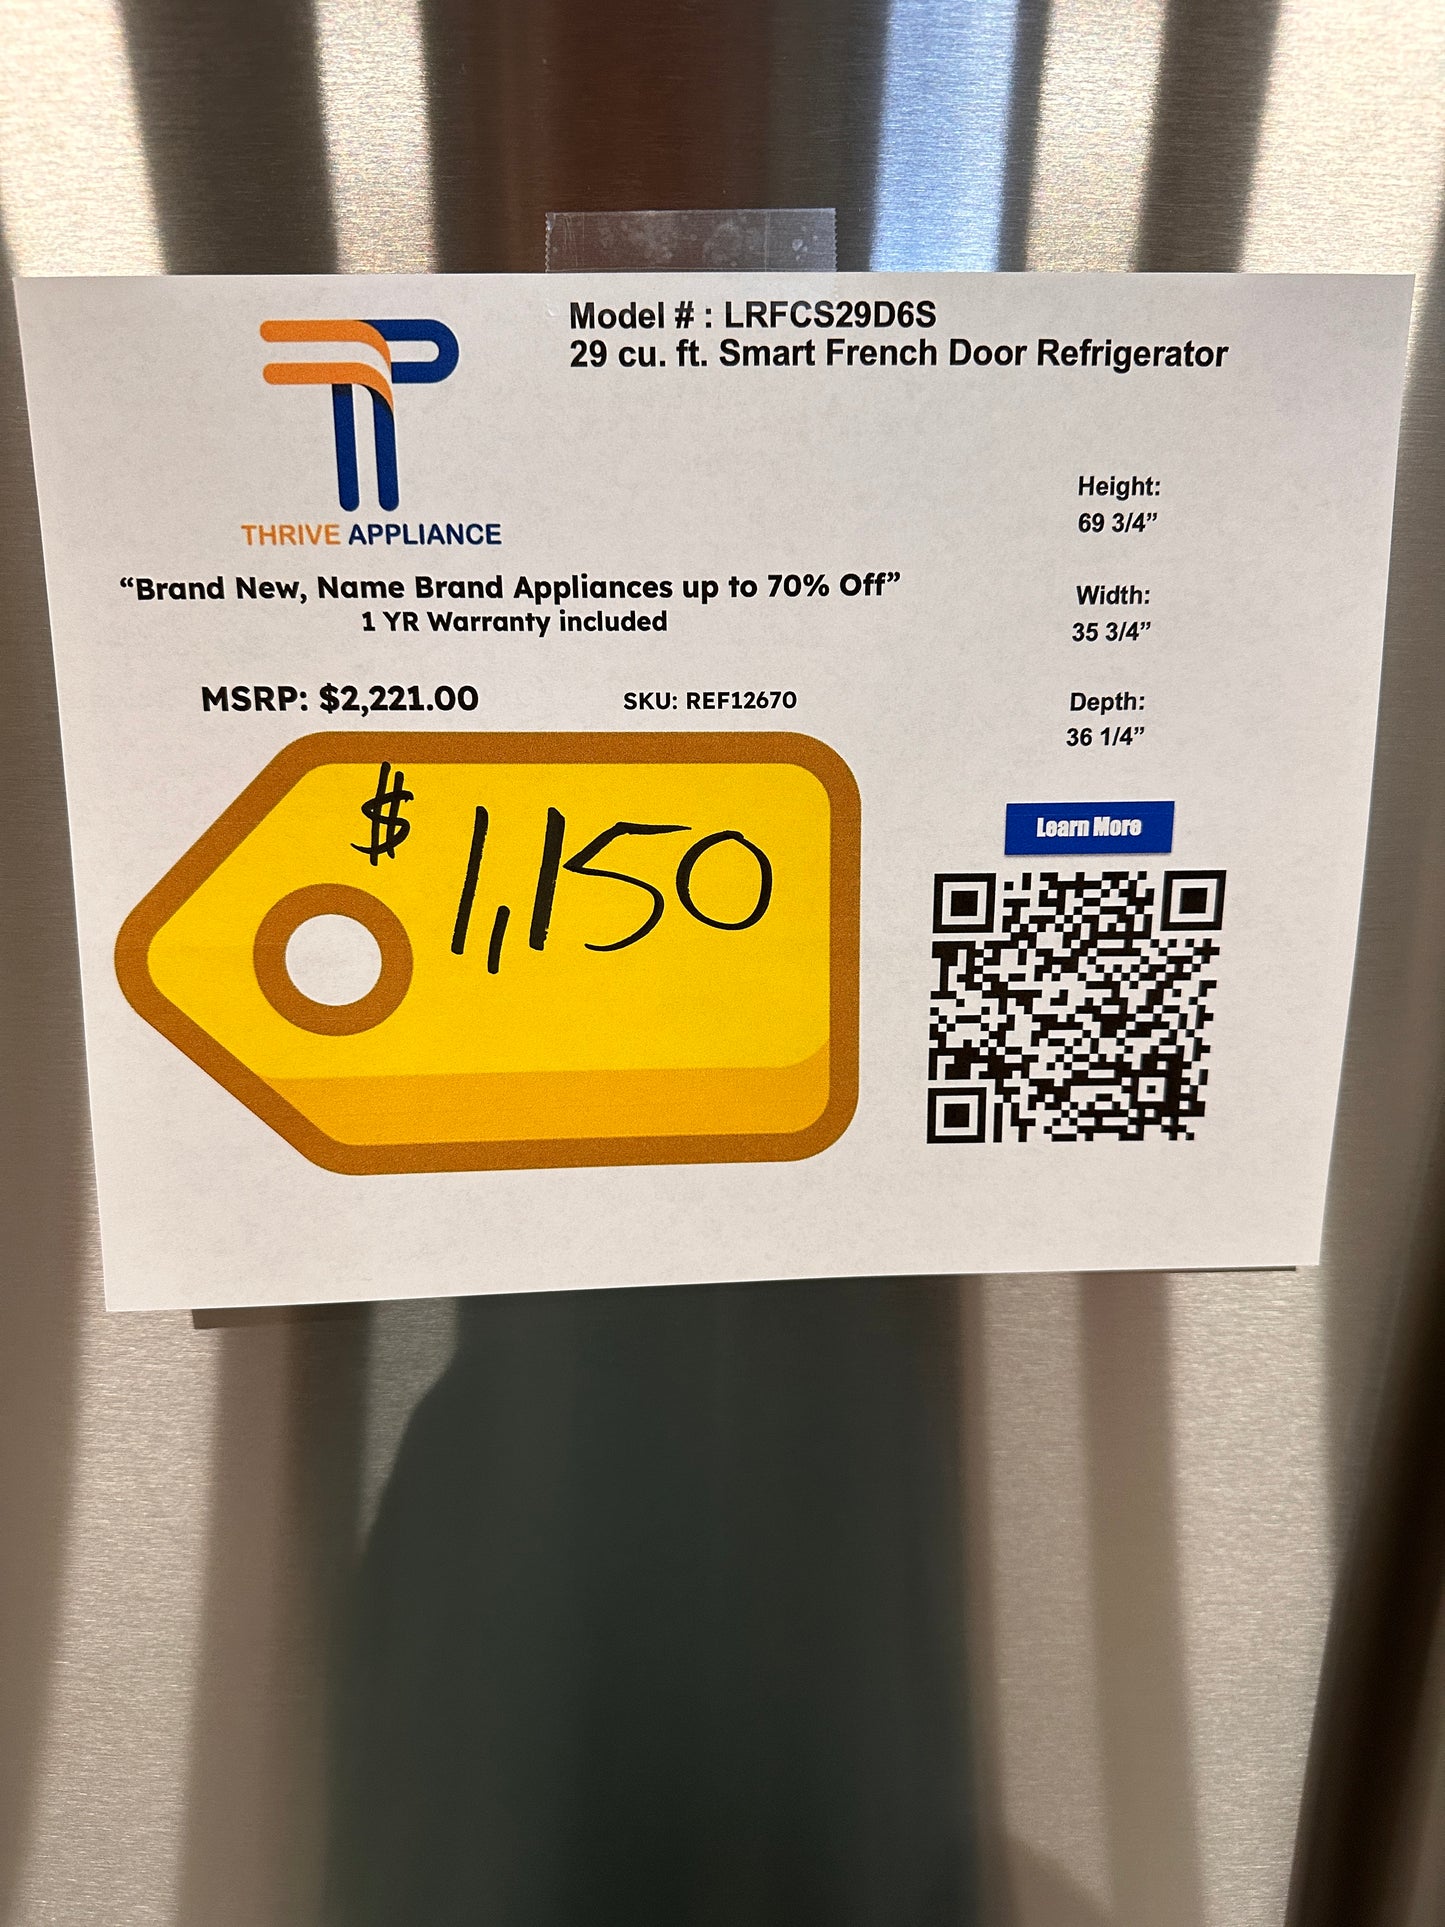 Model # : LRFCS29D6S
29 cu. ft. Smart French Door Refrigerator
THRIVE APPLIANCE
“Brand New, Name Brand Appliances up to 70% Off”
1 YR Warranty included
MSRP: $2,221.00
SKU: REF12670
$1,150
Height:
69 3/4”
Width:
35 3/4”
Depth:
36 1/4”
Learn More